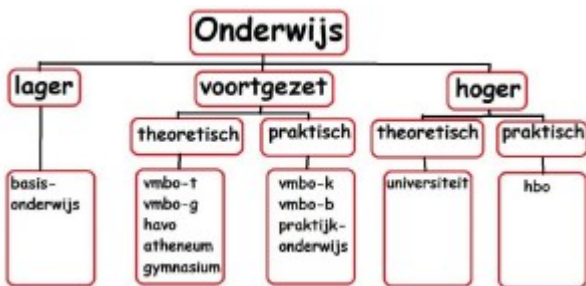 Onderwijs
lager
voortgezet
hoger
theoretisch
praktisch
theoretisch
praktisch
basis-
onderwijs
vmbo-t
vmbo-g
havo
atheneum
gymnasium
vmbo-k
vmbo-b
praktijk-
onderwijs
universiteit
hbo